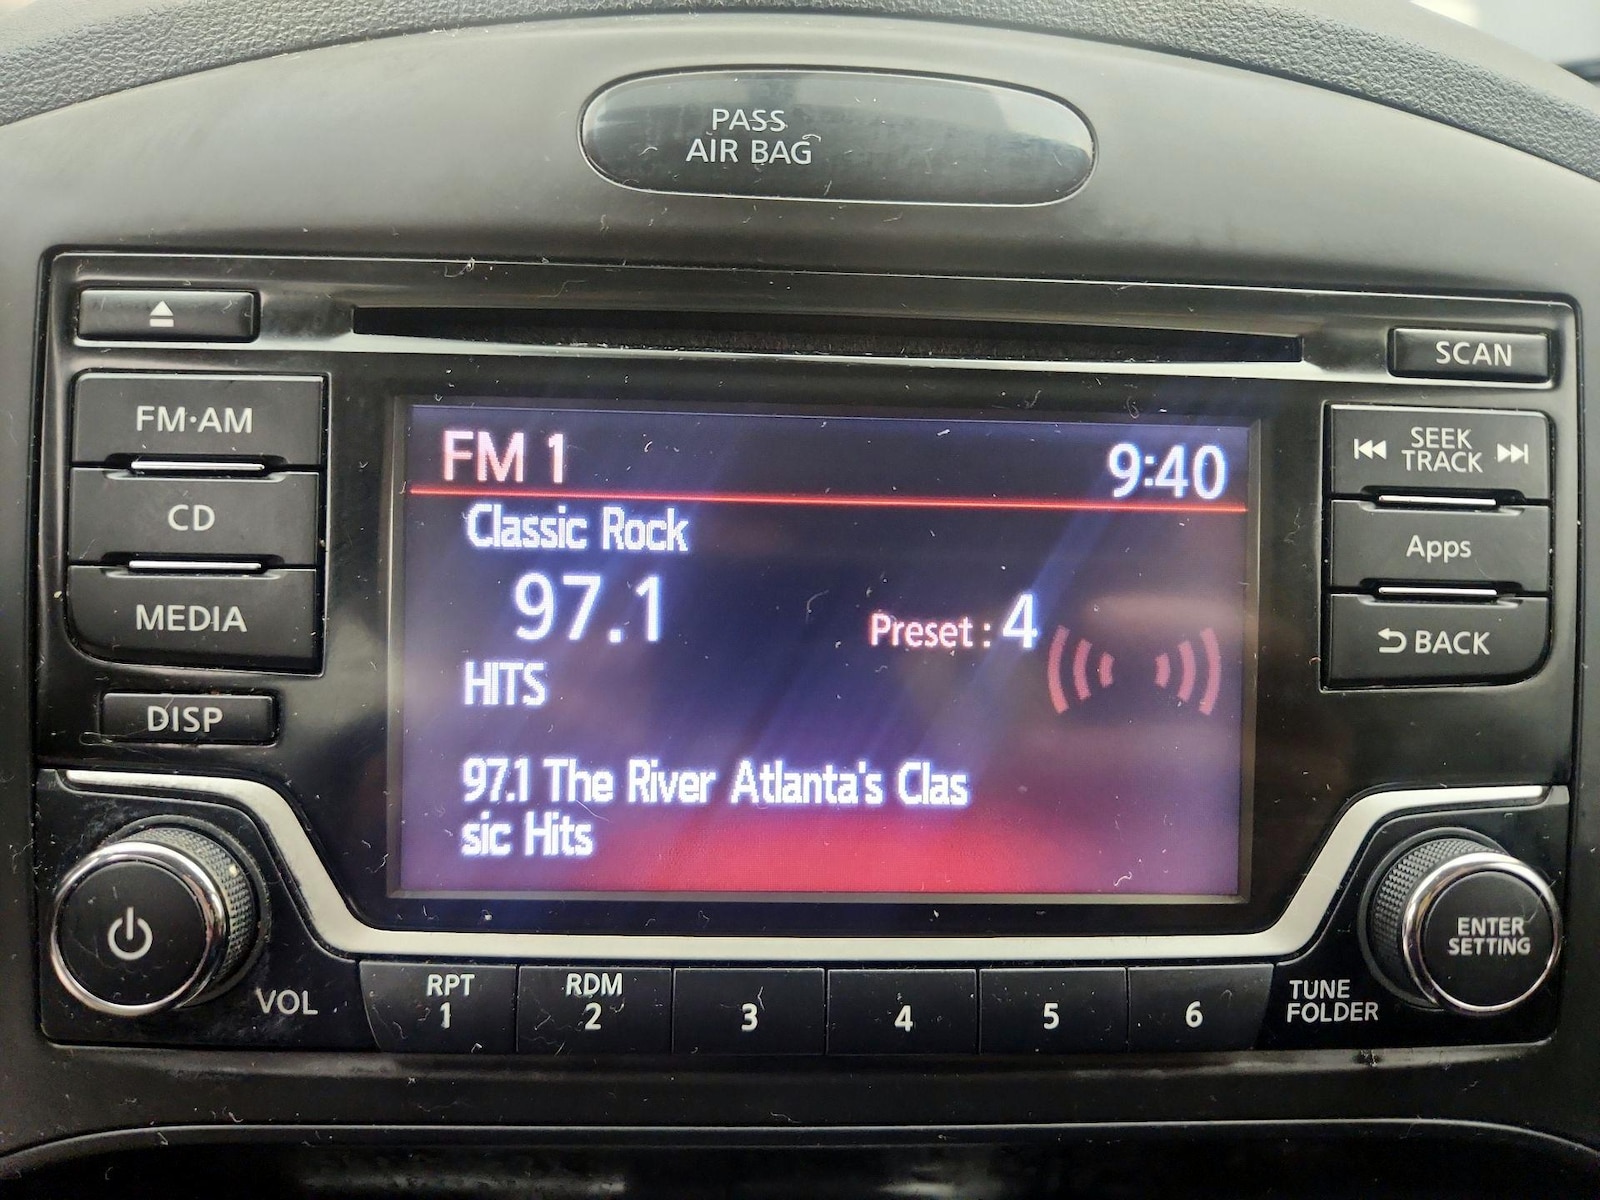 PASS
AIR BAG
SCAN
FM·AM
CD
MEDIA
DISP
FM 1
9:40
Classic Rock
97.1
Preset : 4
HITS
97.1 The River Atlanta's Clas
sic Hits
SEEK
TRACK
Apps
BACK
VOL
RPT
1
RDM
2
3
4
5
6
TUNE
FOLDER
ENTER
SETTING